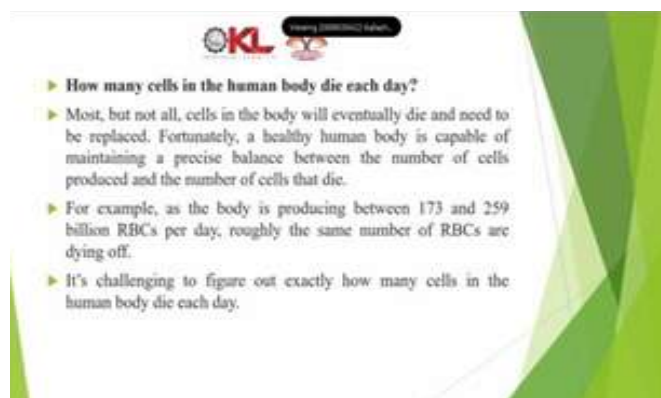 KL
Viewing
How many cells in the human body die each day?
Most, but not all, cells in the body will eventually die and need to
be replaced. Fortunately, a healthy human body is capable of
maintaining a precise balance between the number of cells
produced and the number of cells that die.
For example, as the body is producing between 173 and 259
billion RBCs per day, roughly the same number of RBCs are
dying off.
It's challenging to figure out exactly how many cells in the
human body die each day.